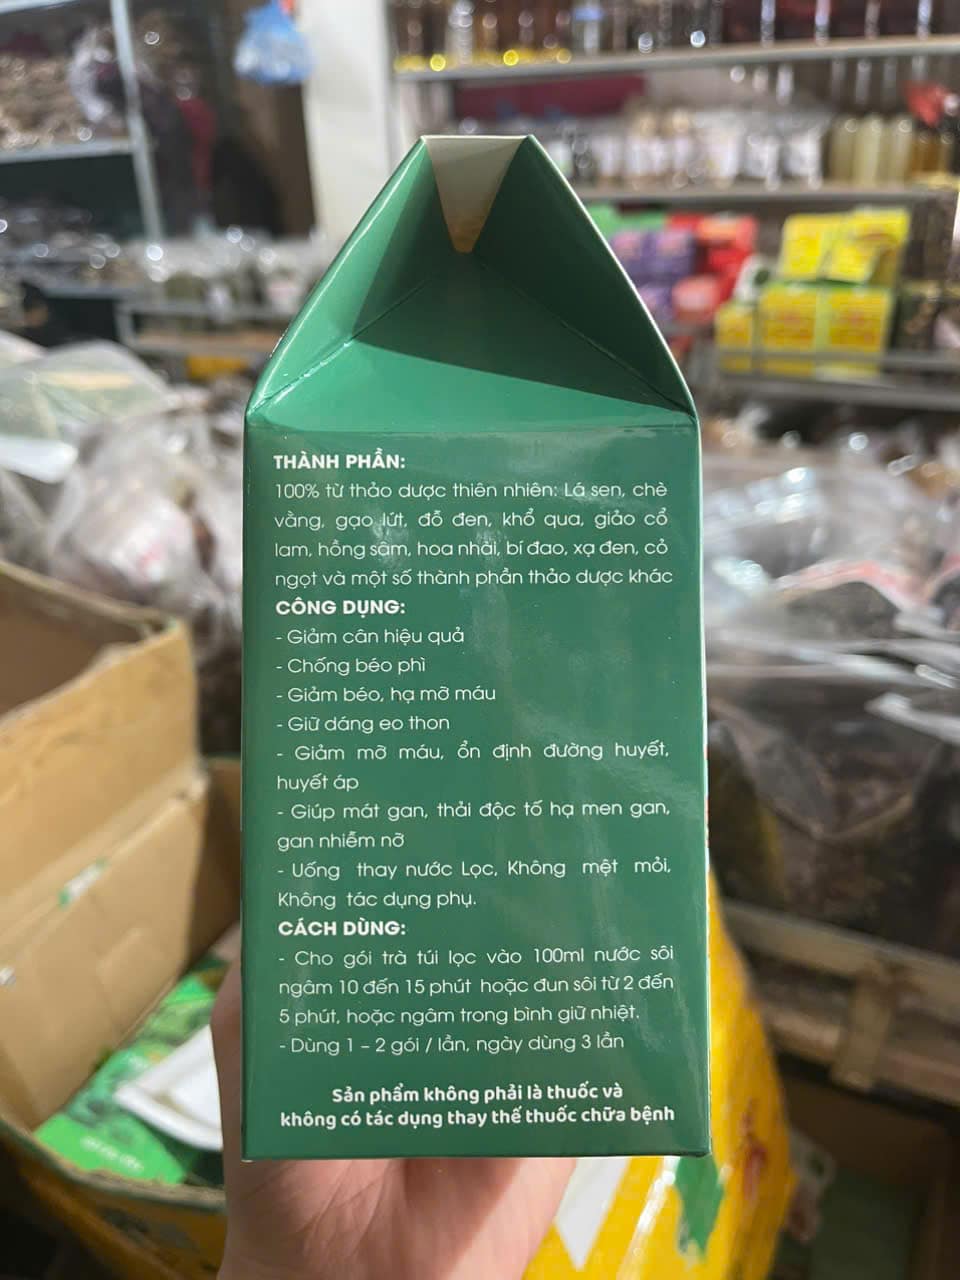 THÀNH PHẦN:
100% từ thảo dược thiên nhiên: Lá sen, chè
vằng, gạo lứt, đỗ đen, khổ qua, giảo cổ
lam, hồng sâm, hoa nhài, bí đao, xạ đen, cỏ
ngọt và một số thành phần thảo dược khác
CÔNG DỤNG:
- Giảm cân hiệu quả
- Chống béo phì
- Giảm béo, hạ mỡ máu
- Giữ dáng eo thon
- Giảm mỡ máu, ổn định đường huyết,
huyết áp
- Giúp mát gan, thải độc tố hạ men gan,
gan nhiễm nỡ
- Uống thay nước Lọc, Không mệt mỏi,
Không tác dụng phụ.
CÁCH DÙNG:
- Cho gói trà túi lọc vào 100ml nước sôi
ngâm 10 đến 15 phút hoặc đun sôi từ 2 đến
5 phút, hoặc ngâm trong bình giữ nhiệt.
- Dùng 1 – 2 gói / lần, ngày dùng 3 lần
Sản phẩm không phải là thuốc và
không có tác dụng thay thế thuốc chữa bệnh